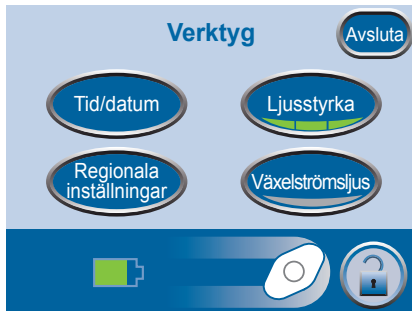 Verktyg
Avsluta
Tid/datum
Ljusstyrka
Regionala
inställningar
Växelströmsljus